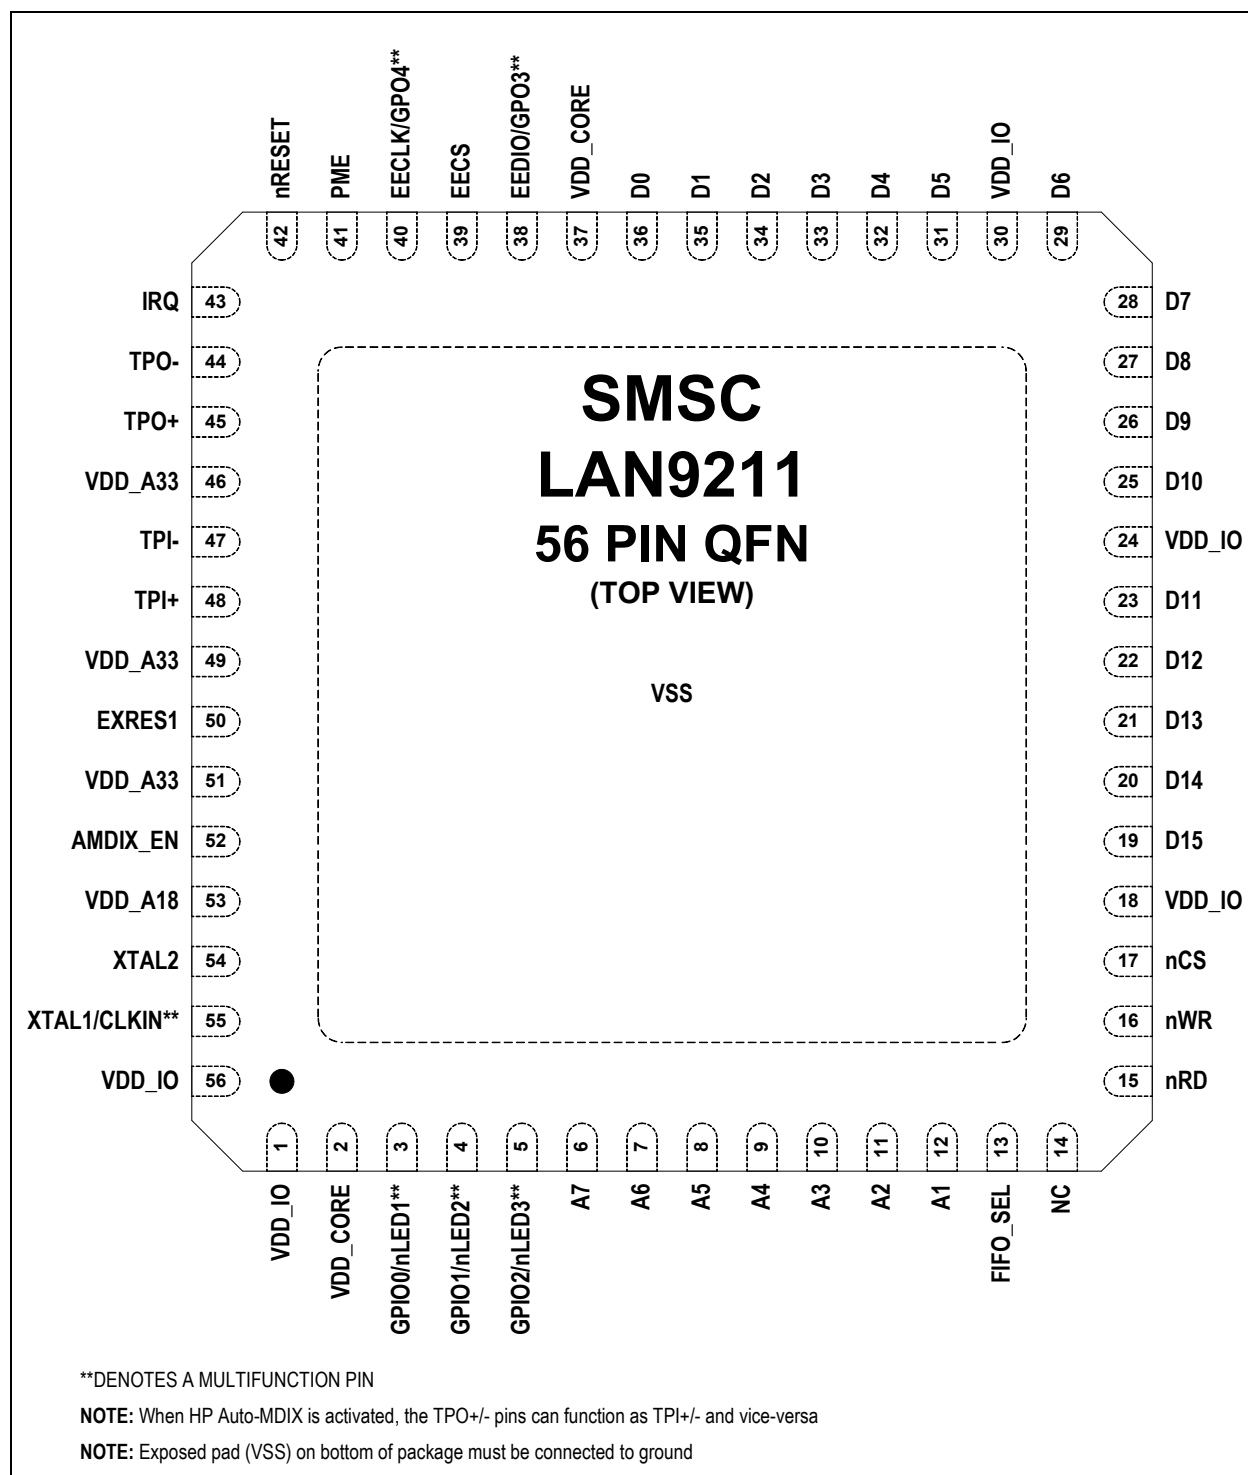 nRESET
PME
EECLK/GPO4**
EECS
EEDIO/GPO3**
VDD_CORE
D0
D1
D2
D3
D4
D5
VDD_IO
D6
42
41
40
39
38
37
36
35
34
33
32
31
30
29
IRQ 43
TPO- 44
TPO+ 45
VDD_A33 46
TPI- 47
TPI+ 48
VDD_A33 49
EXRES1 50
VDD_A33 51
AMDIX_EN 52
VDD_A18 53
XTAL2 54
XTAL1/CLKIN** 55
VDD_IO 56
SMSC
LAN9211
56 PIN QFN
(TOP VIEW)
VSS
28 D7
27 D8
26 D9
25 D10
24 VDD_IO
23 D11
22 D12
21 D13
20 D14
19 D15
18 VDD_IO
17 nCS
16 nWR
15 nRD
1
2
3
4
5
6
7
8
9
10
11
12
13
14
VDD_IO
VDD_CORE
GPIO0/nLED1**
GPIO1/nLED2**
GPIO2/nLED3**
A7
A6
A5
A4
A3
A2
A1
FIFO_SEL
NC
**DENOTES A MULTIFUNCTION PIN
NOTE: When HP Auto-MDIX is activated, the TPO+/- pins can function as TPI+/- and vice-versa
NOTE: Exposed pad (VSS) on bottom of package must be connected to ground